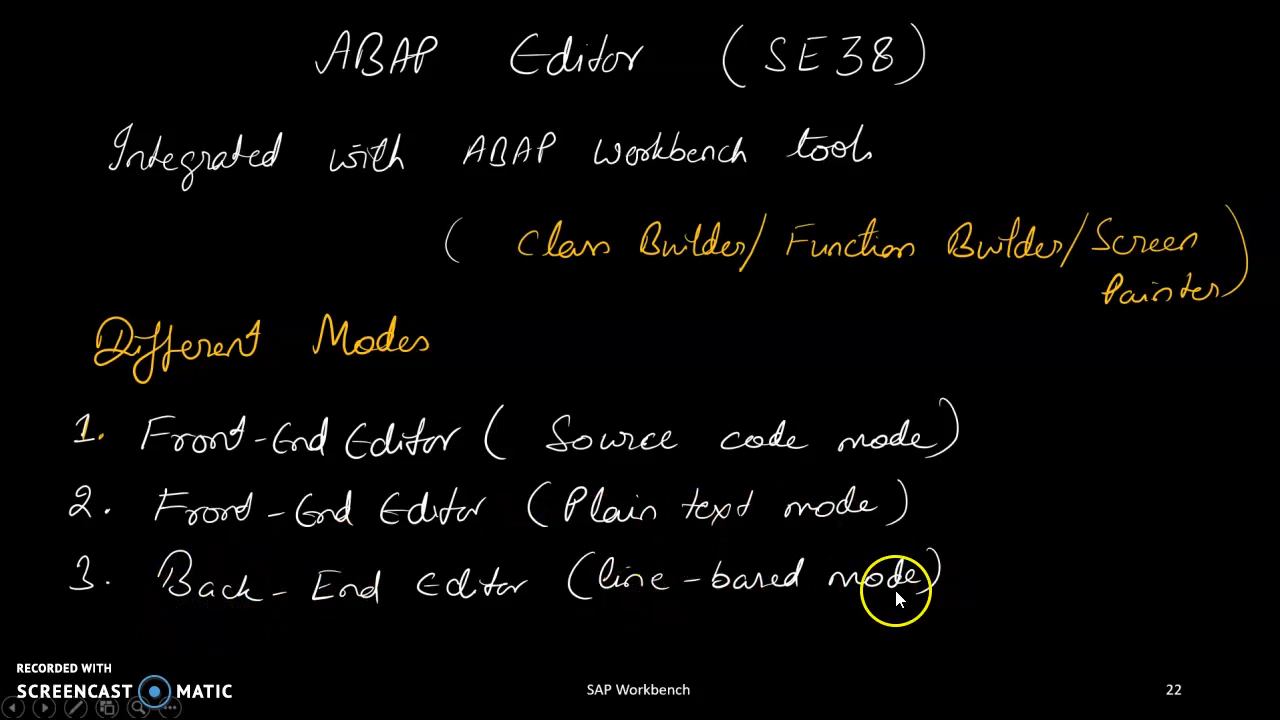 ABAP Editor (SE38)
Integrated with ABAP Workbench tools
( Class Builder/ Function Builder/ Screen
Painter)
Different Modes
1. Front-End Editor ( Source code mode)
2. Front-End Editor (Plain text mode)
3. Back-End Editor (line-based mode)
RECORDED WITH
SCREENCAST MATIC
SAP Workbench
22